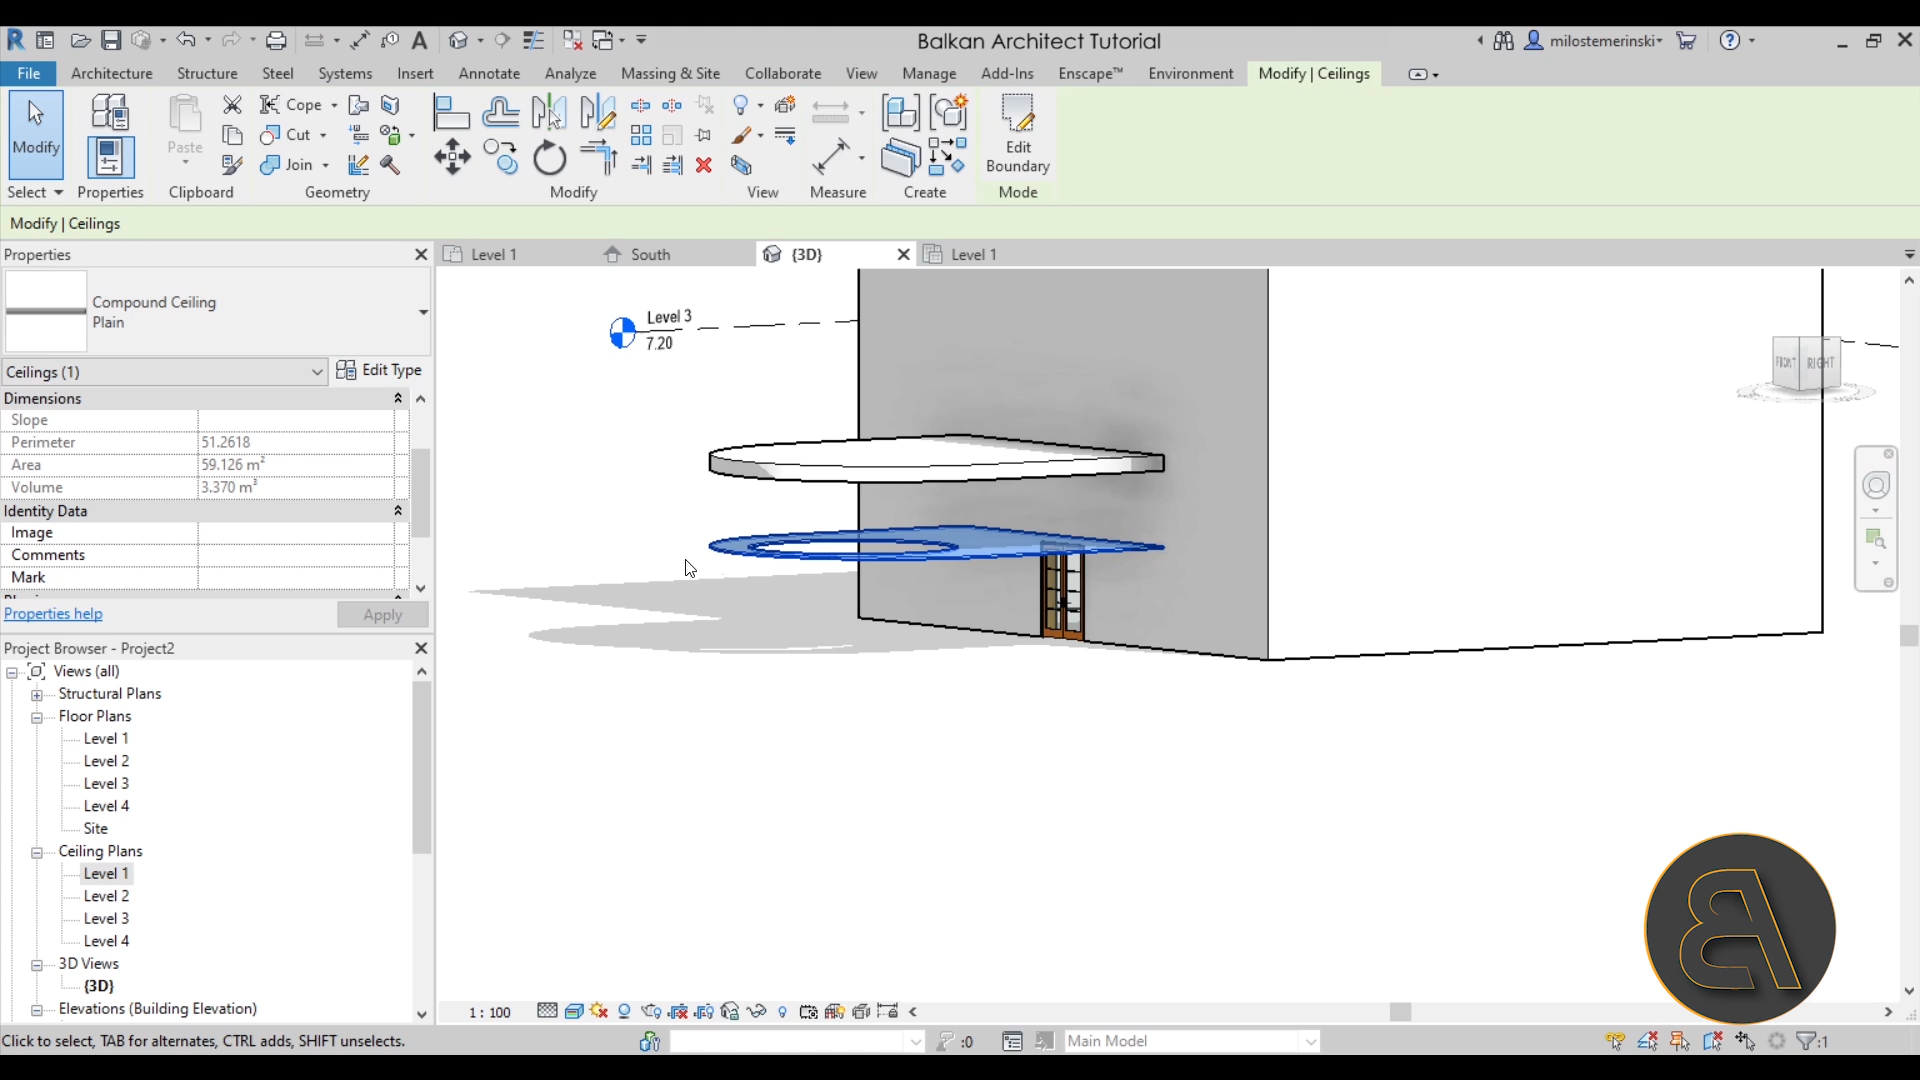 Balkan Architect Tutorial
milostemerinski
File Architecture Structure Steel Systems Insert Annotate Analyze Massing & Site Collaborate View Manage Add-Ins Enscape™ Environment Modify | Ceilings
Modify
Paste
Cope
Cut
Join
Edit
Boundary
Select Properties Clipboard Geometry Modify View Measure Create Mode
Modify | Ceilings
Properties
Level 1
South
{3D}
Level 1
Compound Ceiling
Plain
Ceilings (1)
Edit Type
Dimensions
Slope
Perimeter 51.2618
Area 59.126 m²
Volume 3.370 m³
Identity Data
Image
Comments
Mark
Properties help
Apply
Level 3
7.20
FRONT
RIGHT
Project Browser - Project2
Views (all)
Structural Plans
Floor Plans
Level 1
Level 2
Level 3
Level 4
Site
Ceiling Plans
Level 1
Level 2
Level 3
Level 4
3D Views
{3D}
Elevations (Building Elevation)
1 : 100
Click to select, TAB for alternates, CTRL adds, SHIFT unselects.
:0
Main Model
:1